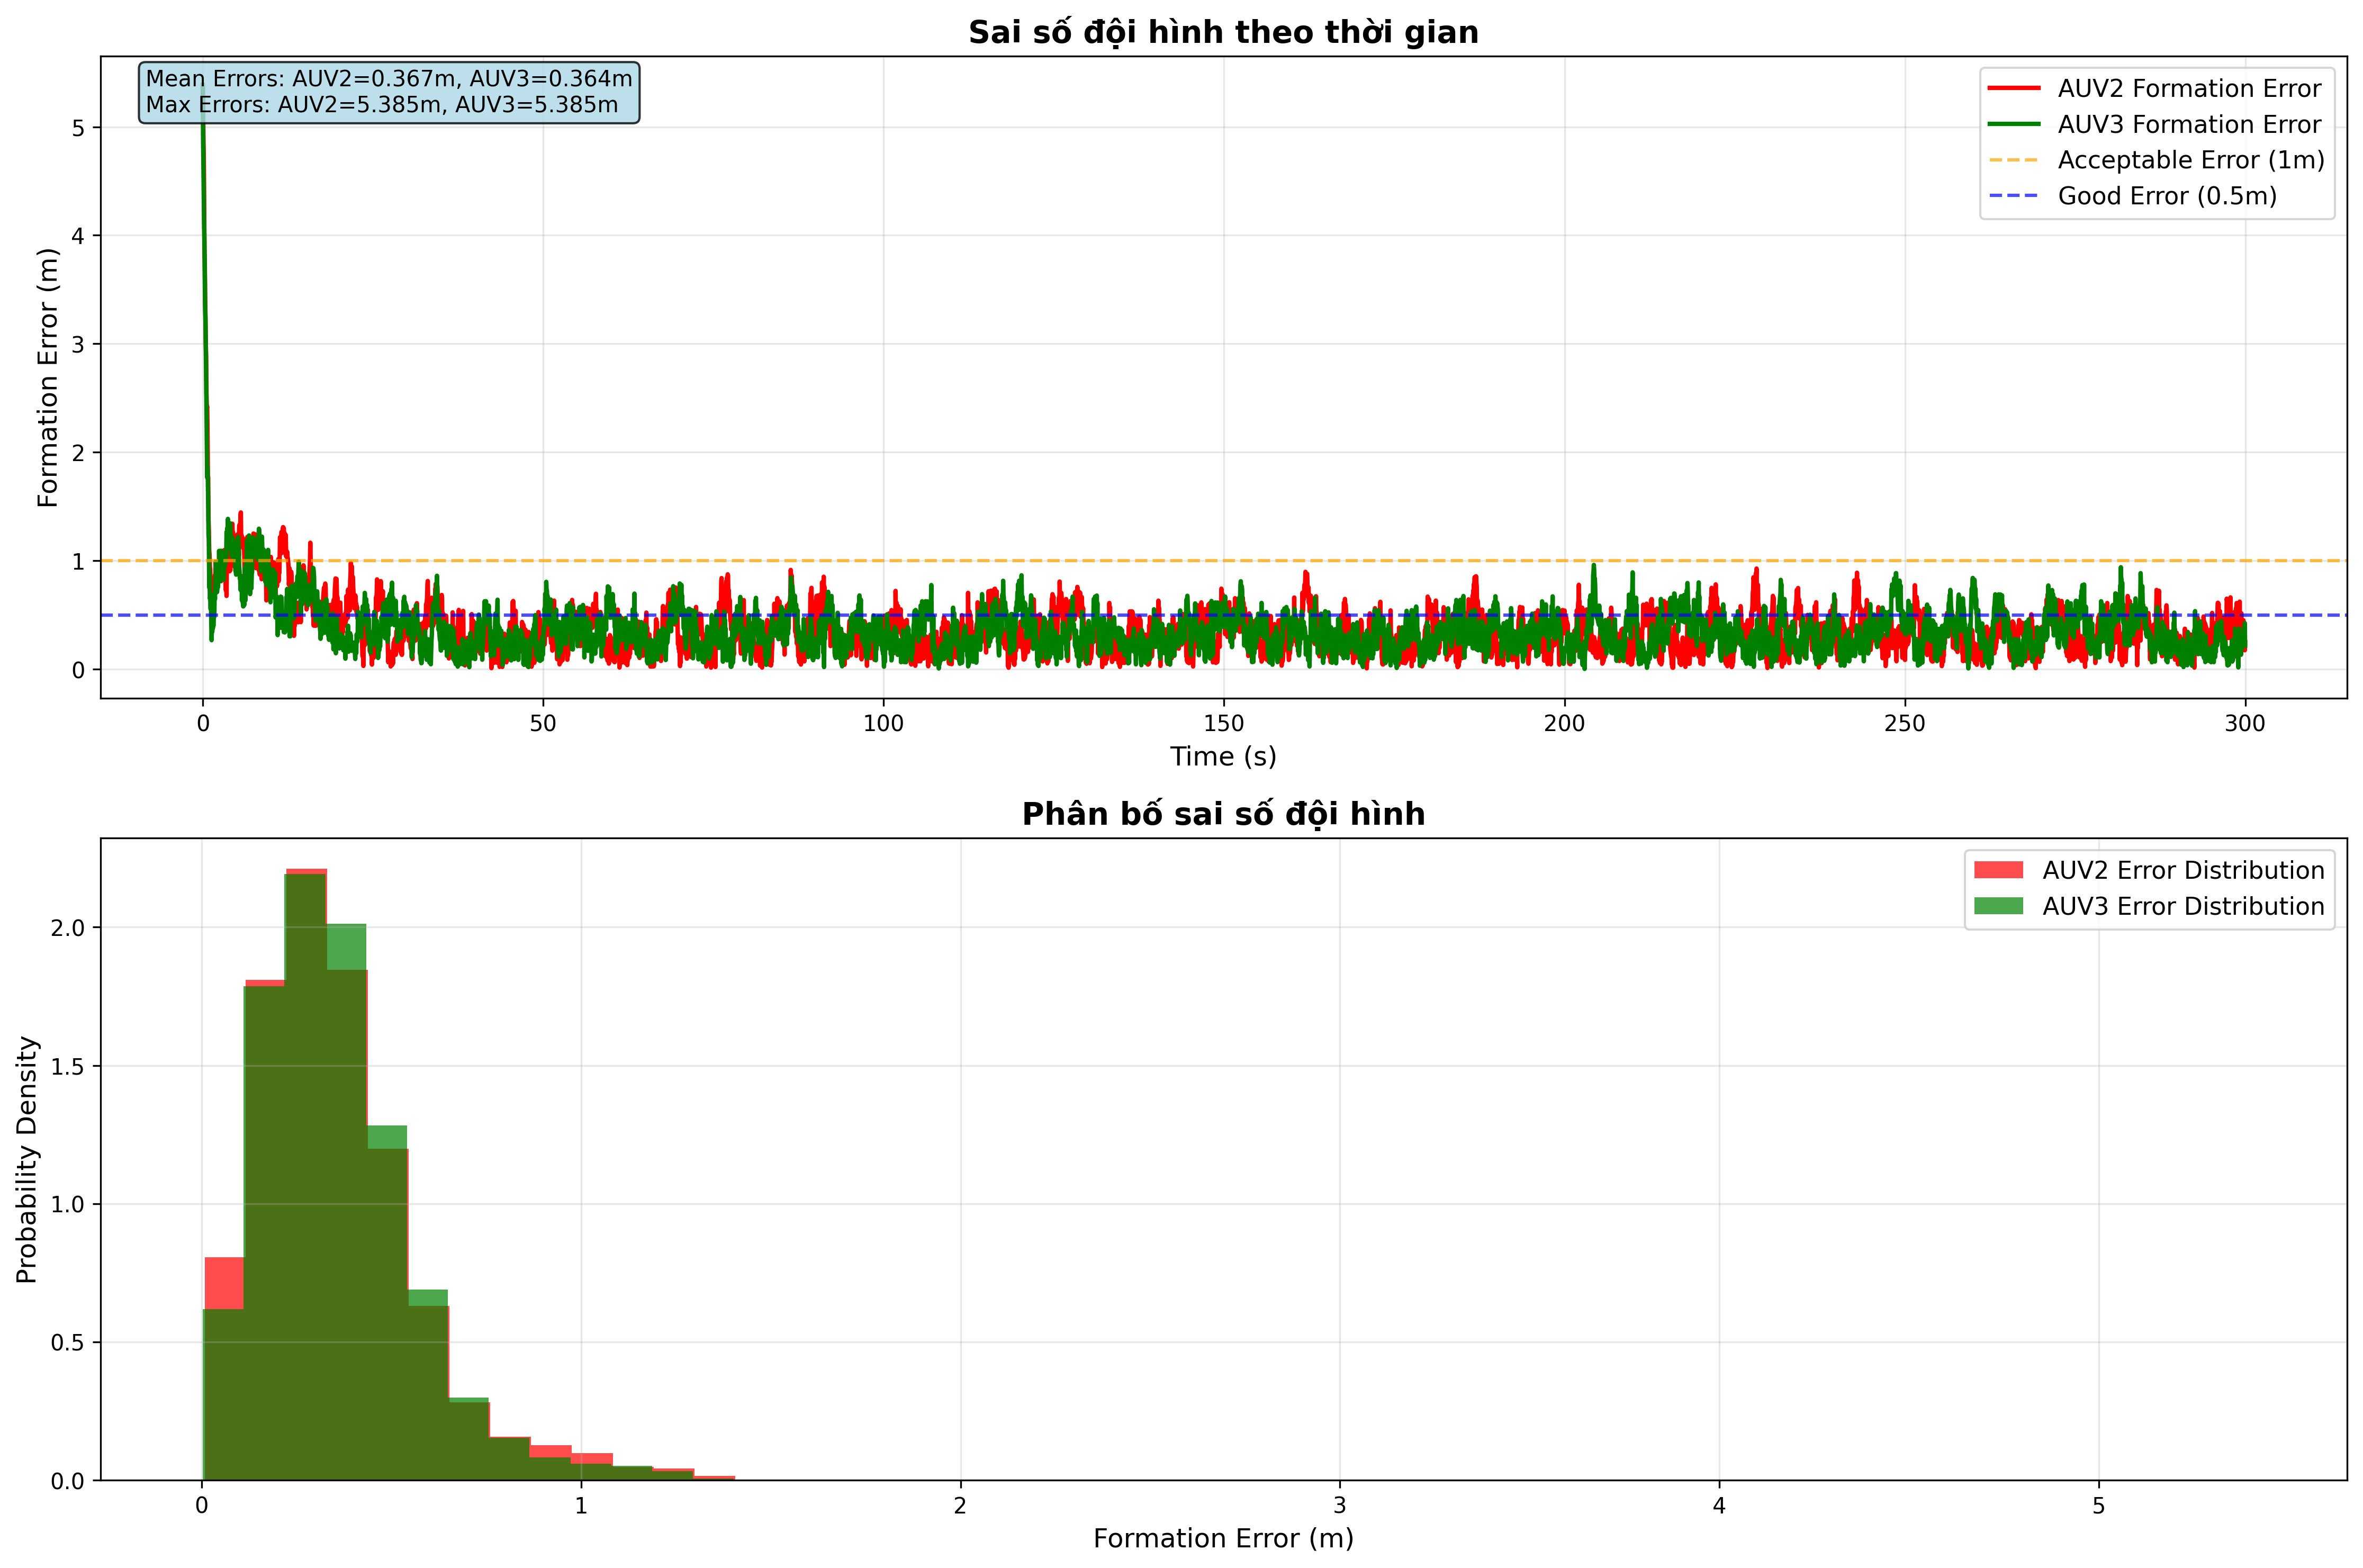 Sai số đội hình theo thời gian
Mean Errors: AUV2=0.367m, AUV3=0.364m
Max Errors: AUV2=5.385m, AUV3=5.385m
AUV2 Formation Error
AUV3 Formation Error
Acceptable Error (1m)
Good Error (0.5m)
Formation Error (m)
5
4
3
2
1
0
0
50
100
150
200
250
300
Time (s)
Phân bố sai số đội hình
AUV2 Error Distribution
AUV3 Error Distribution
Probability Density
2.0
1.5
1.0
0.5
0.0
0
1
2
3
4
5
Formation Error (m)